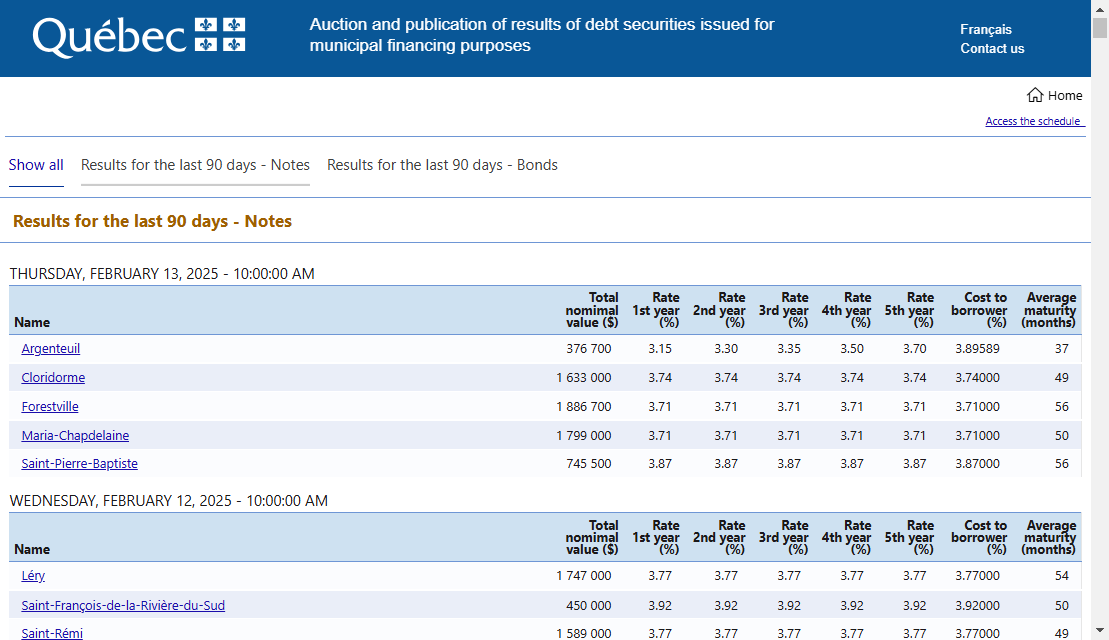 Québec
Auction and publication of results of debt securities issued for
municipal financing purposes
Français
Contact us
Home
Access the schedule
Show all Results for the last 90 days - Notes Results for the last 90 days - Bonds
Results for the last 90 days - Notes
THURSDAY, FEBRUARY 13, 2025 - 10:00:00 AM
Name Total nomimal value ($) Rate 1st year (%) Rate 2nd year (%) Rate 3rd year (%) Rate 4th year (%) Rate 5th year (%) Cost to borrower (%) Average maturity (months)
Argenteuil 376 700 3.15 3.30 3.35 3.50 3.70 3.89589 37
Cloridorme 1 633 000 3.74 3.74 3.74 3.74 3.74 3.74000 49
Forestville 1 886 700 3.71 3.71 3.71 3.71 3.71 3.71000 56
Maria-Chapdelaine 1 799 000 3.71 3.71 3.71 3.71 3.71 3.71000 50
Saint-Pierre-Baptiste 745 500 3.87 3.87 3.87 3.87 3.87 3.87000 56
WEDNESDAY, FEBRUARY 12, 2025 - 10:00:00 AM
Name Total nomimal value ($) Rate 1st year (%) Rate 2nd year (%) Rate 3rd year (%) Rate 4th year (%) Rate 5th year (%) Cost to borrower (%) Average maturity (months)
Léry 1 747 000 3.77 3.77 3.77 3.77 3.77 3.77000 54
Saint-François-de-la-Rivière-du-Sud 450 000 3.92 3.92 3.92 3.92 3.92 3.92000 50
Saint-Rémi 1 589 000 3.77 3.77 3.77 3.77 3.77 3.77000 49